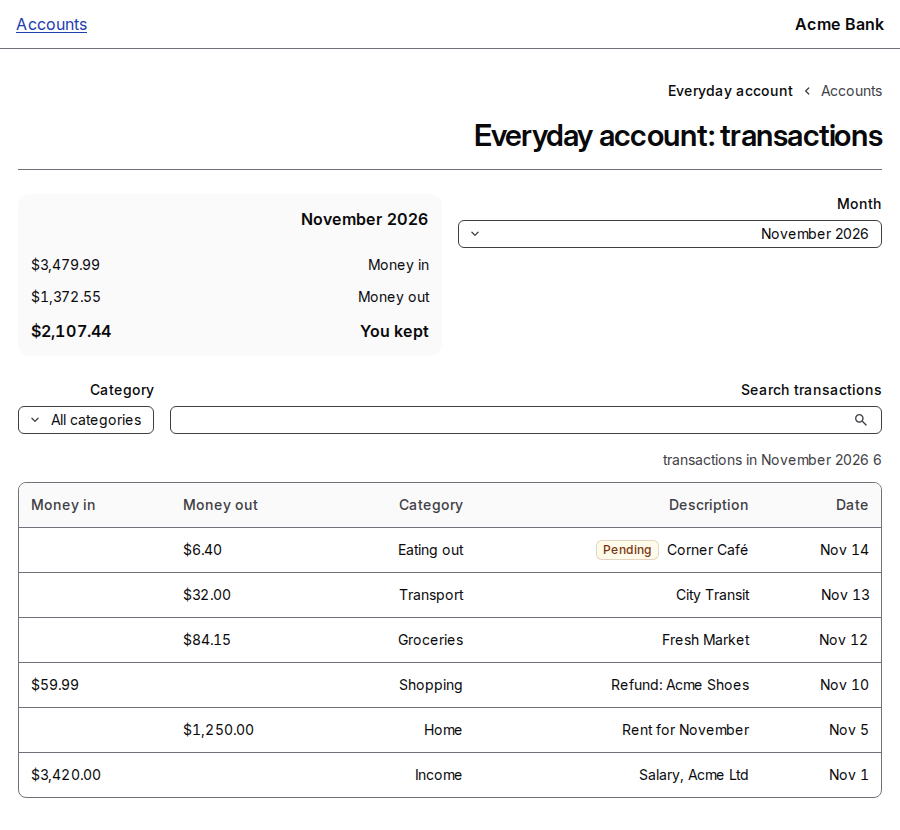 Acme Bank
Accounts
Accounts ‹ Everyday account
Everyday account: transactions
Month
November 2026
November 2026
Money in $3,479.99
Money out $1,372.55
You kept $2,107.44
Search transactions
Category
All categories
transactions in November 2026 6
Date Description Category Money out Money in
Nov 14 Corner Café Pending Eating out $6.40
Nov 13 City Transit Transport $32.00
Nov 12 Fresh Market Groceries $84.15
Nov 10 Refund: Acme Shoes Shopping $59.99
Nov 5 Rent for November Home $1,250.00
Nov 1 Salary, Acme Ltd Income $3,420.00